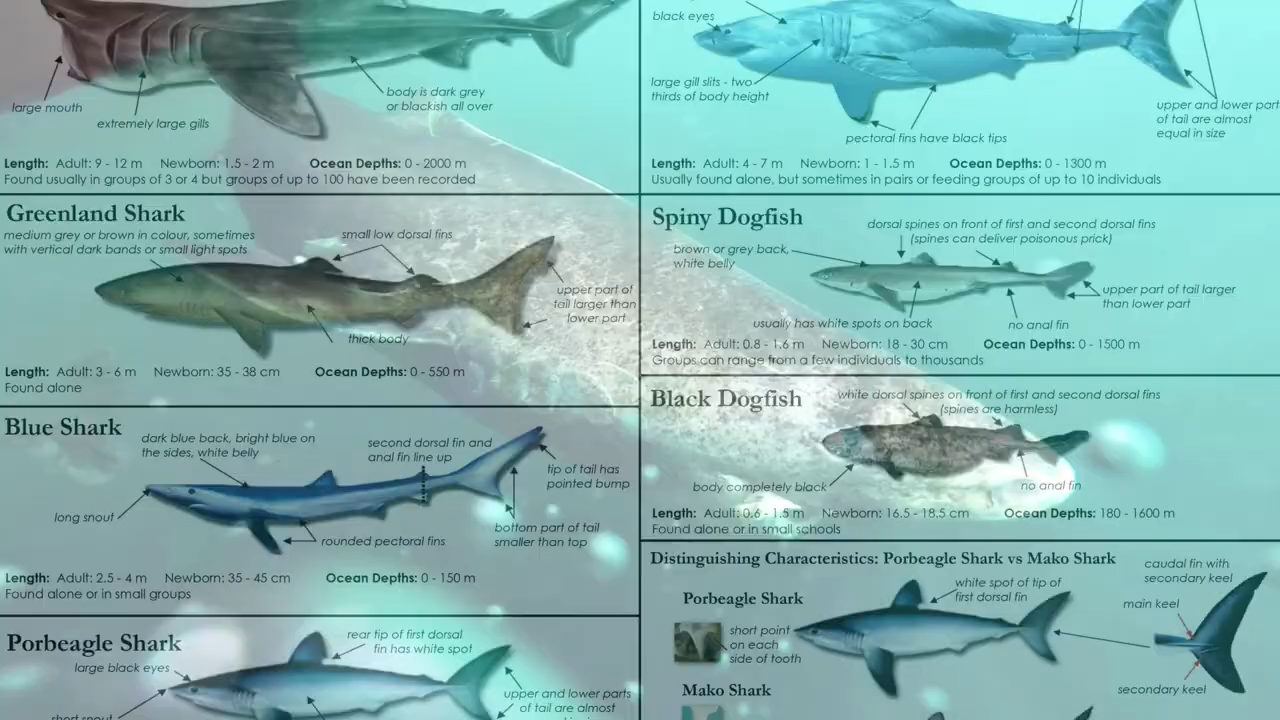 large mouth
extremely large gills
body is dark grey
or blackish all over
Length: Adult: 9 - 12 m Newborn: 1.5 - 2 m Ocean Depths: 0 - 2000 m
Found usually in groups of 3 or 4 but groups of up to 100 have been recorded
black eyes
large gill slits - two
thirds of body height
pectoral fins have black tips
upper and lower part
of tail are almost
equal in size
Length: Adult: 4 - 7 m Newborn: 1 - 1.5 m Ocean Depths: 0 - 1300 m
Usually found alone, but sometimes in pairs or feeding groups of up to 10 individuals
Greenland Shark
medium grey or brown in colour, sometimes
with vertical dark bands or small light spots
small low dorsal fins
upper part of
tail larger than
lower part
thick body
Length: Adult: 3 - 6 m Newborn: 35 - 38 cm Ocean Depths: 0 - 550 m
Found alone
Spiny Dogfish
dorsal spines on front of first and second dorsal fins
(spines can deliver poisonous prick)
brown or grey back,
white belly
upper part of tail larger
than lower part
usually has white spots on back
no anal fin
Length: Adult: 0.8 - 1.6 m Newborn: 18 - 30 cm Ocean Depths: 0 - 1500 m
Groups can range from a few individuals to thousands
Blue Shark
dark blue back, bright blue on
the sides, white belly
second dorsal fin and
anal fin line up
tip of tail has
pointed bump
long snout
rounded pectoral fins
bottom part of tail
smaller than top
Length: Adult: 2.5 - 4 m Newborn: 35 - 45 cm Ocean Depths: 0 - 150 m
Found alone or in small groups
Black Dogfish
white dorsal spines on front of first and second dorsal fins
(spines are harmless)
body completely black
no anal fin
Length: Adult: 0.6 - 1.5 m Newborn: 16.5 - 18.5 cm Ocean Depths: 180 - 1600 m
Found alone or in small schools
Porbeagle Shark
rear tip of first dorsal
fin has white spot
large black eyes
upper and lower parts
of tail are almost
short snout
Distinguishing Characteristics: Porbeagle Shark vs Mako Shark
caudal fin with
secondary keel
Porbeagle Shark
white spot of tip of
first dorsal fin
main keel
short point
on each
side of tooth
secondary keel
Mako Shark